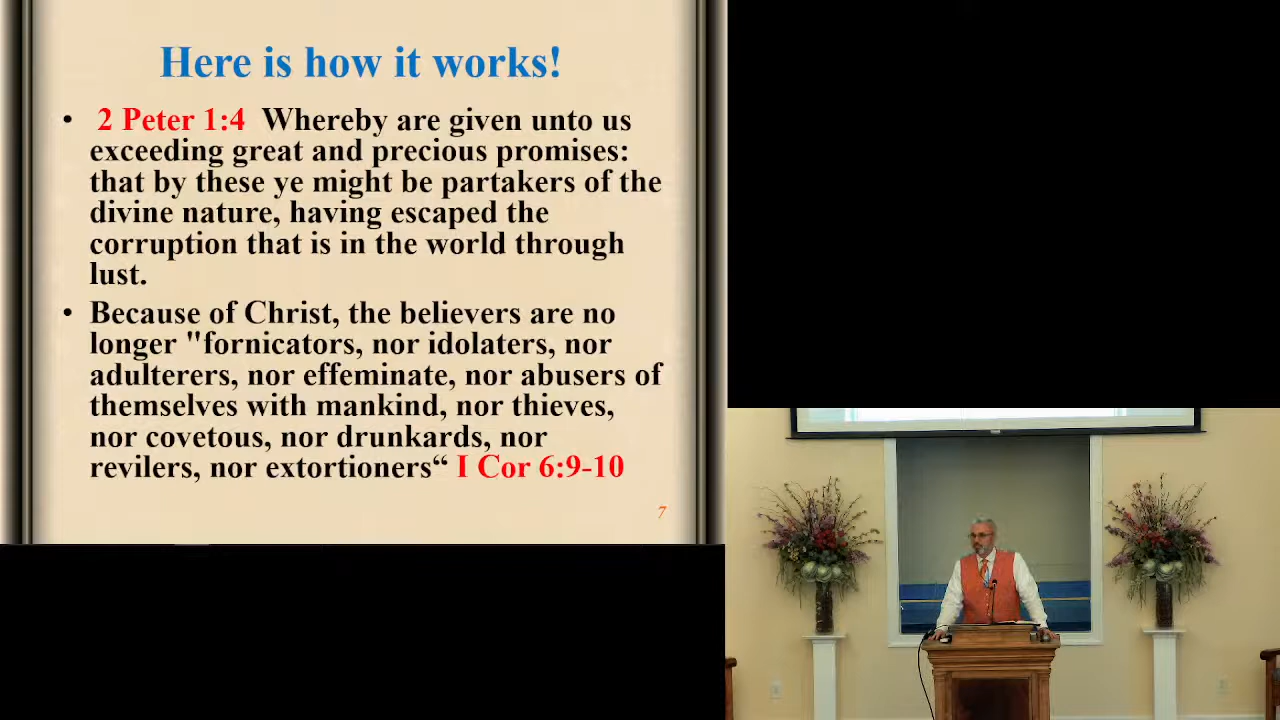 Here is how it works!
• 2 Peter 1:4 Whereby are given unto us
exceeding great and precious promises:
that by these ye might be partakers of the
divine nature, having escaped the
corruption that is in the world through
lust.
• Because of Christ, the believers are no
longer "fornicators, nor idolaters, nor
adulterers, nor effeminate, nor abusers of
themselves with mankind, nor thieves,
nor covetous, nor drunkards, nor
revilers, nor extortioners“ I Cor 6:9-10
7